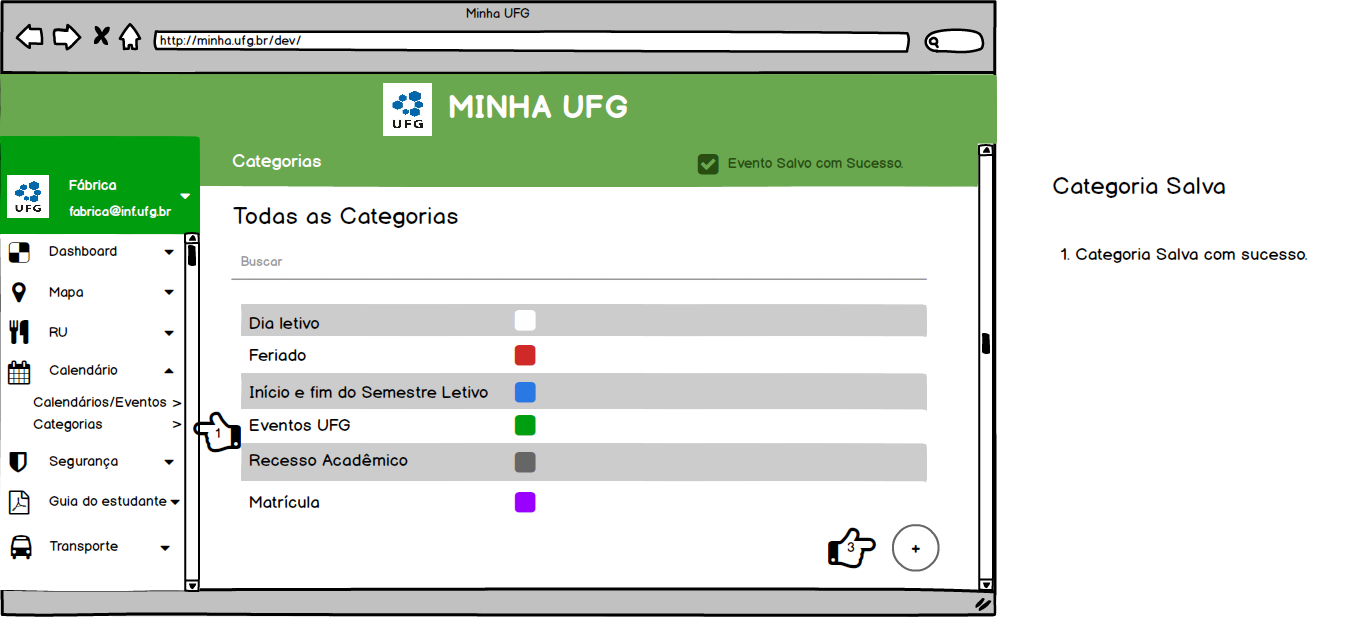 Minha UFG
http://minha.ufg.br/dev/
UFG
MINHA UFG
Categorias
Evento Salvo com Sucesso.
UFG
Fábrica
fabrica@inf.ufg.br
Todas as Categorias
Buscar
Dashboard
Mapa
RU
Calendário
Calendários/Eventos >
Categorias >
Segurança
Guia do estudante
Transporte
1
Dia letivo
Feriado
Início e fim do Semestre Letivo
Eventos UFG
Recesso Acadêmico
Matrícula
3
+
Categoria Salva
1. Categoria Salva com sucesso.